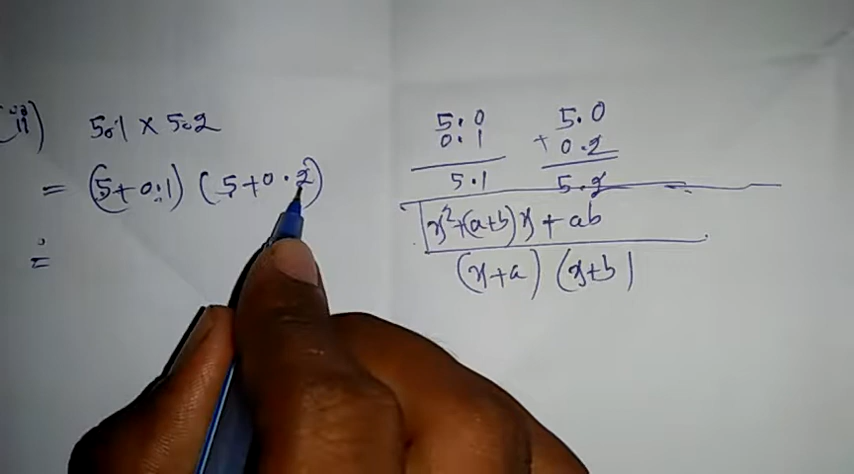 ii) 5.1 × 5.2
= (5+0.1) (5+0.2)
=
5.0
0.1
5.1
5.0
+ 0.2
5.2
x²+(a+b)x+ab
(x+a) (x+b)